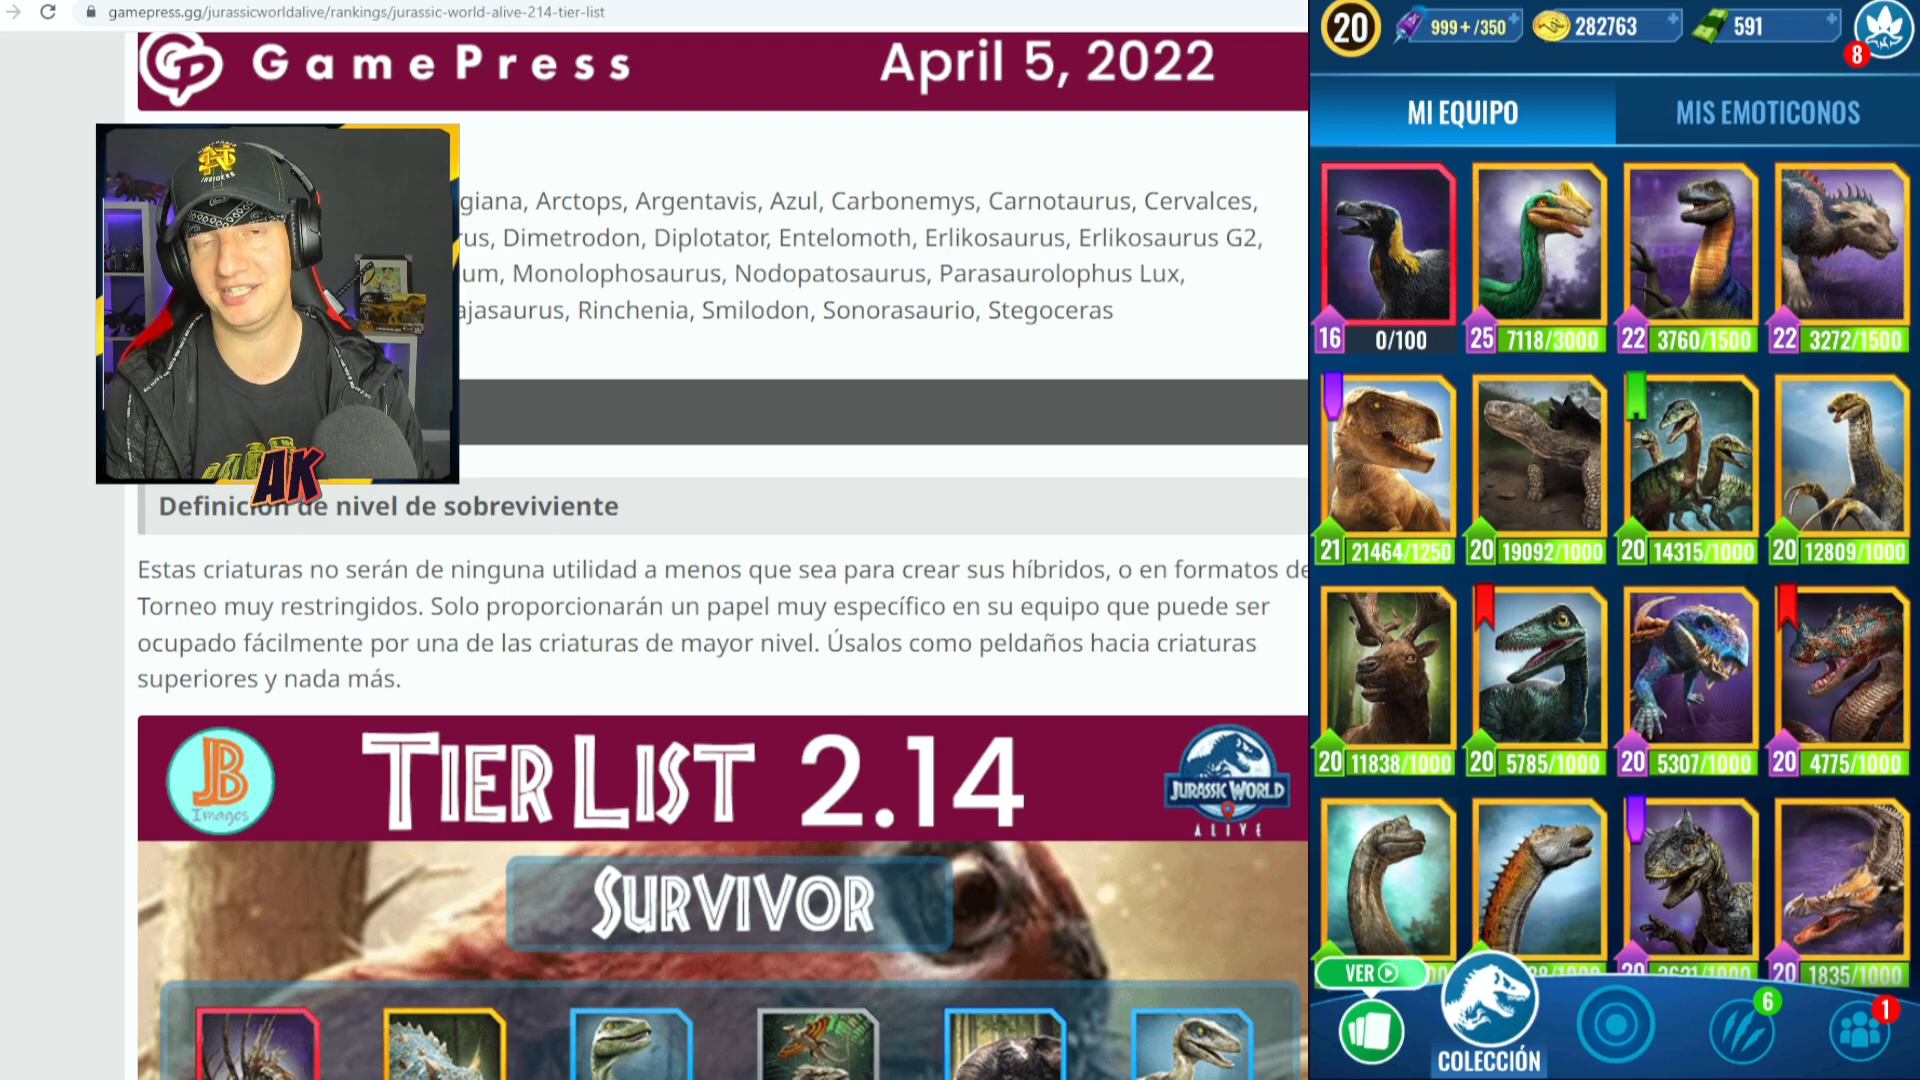 gamepress.gg/jurassicworldalive/rankings/jurassic-world-alive-214-tier-list
GamePress
April 5, 2022
giana, Arctops, Argentavis, Azul, Carbonemys, Carnotaurus, Cervalces,
rus, Dimetrodon, Diplotator, Entelomoth, Erlikosaurus, Erlikosaurus G2,
um, Monolophosaurus, Nodopatosaurus, Parasaurolophus Lux,
ajasaurus, Rinchenia, Smilodon, Sonorasaurio, Stegoceras
INSIDERS
AK
Definición de nivel de sobreviviente
Estas criaturas no serán de ninguna utilidad a menos que sea para crear sus híbridos, o en formatos de
Torneo muy restringidos. Solo proporcionarán un papel muy específico en su equipo que puede ser
ocupado fácilmente por una de las criaturas de mayor nivel. Úsalos como peldaños hacia criaturas
superiores y nada más.
JB
Images
TIER LIST 2.14
JURASSIC WORLD
ALIVE
SURVIVOR
20
999+/350
282763
591
8
MI EQUIPO
MIS EMOTICONOS
16 0/100
25 7118/3000
22 3760/1500
22 3272/1500
21 21464/1250
20 19092/1000
20 14315/1000
20 12809/1000
20 11838/1000
20 5785/1000
20 5307/1000
20 4775/1000
20 2621/1000
20 1835/1000
VER
COLECCIÓN
6
1